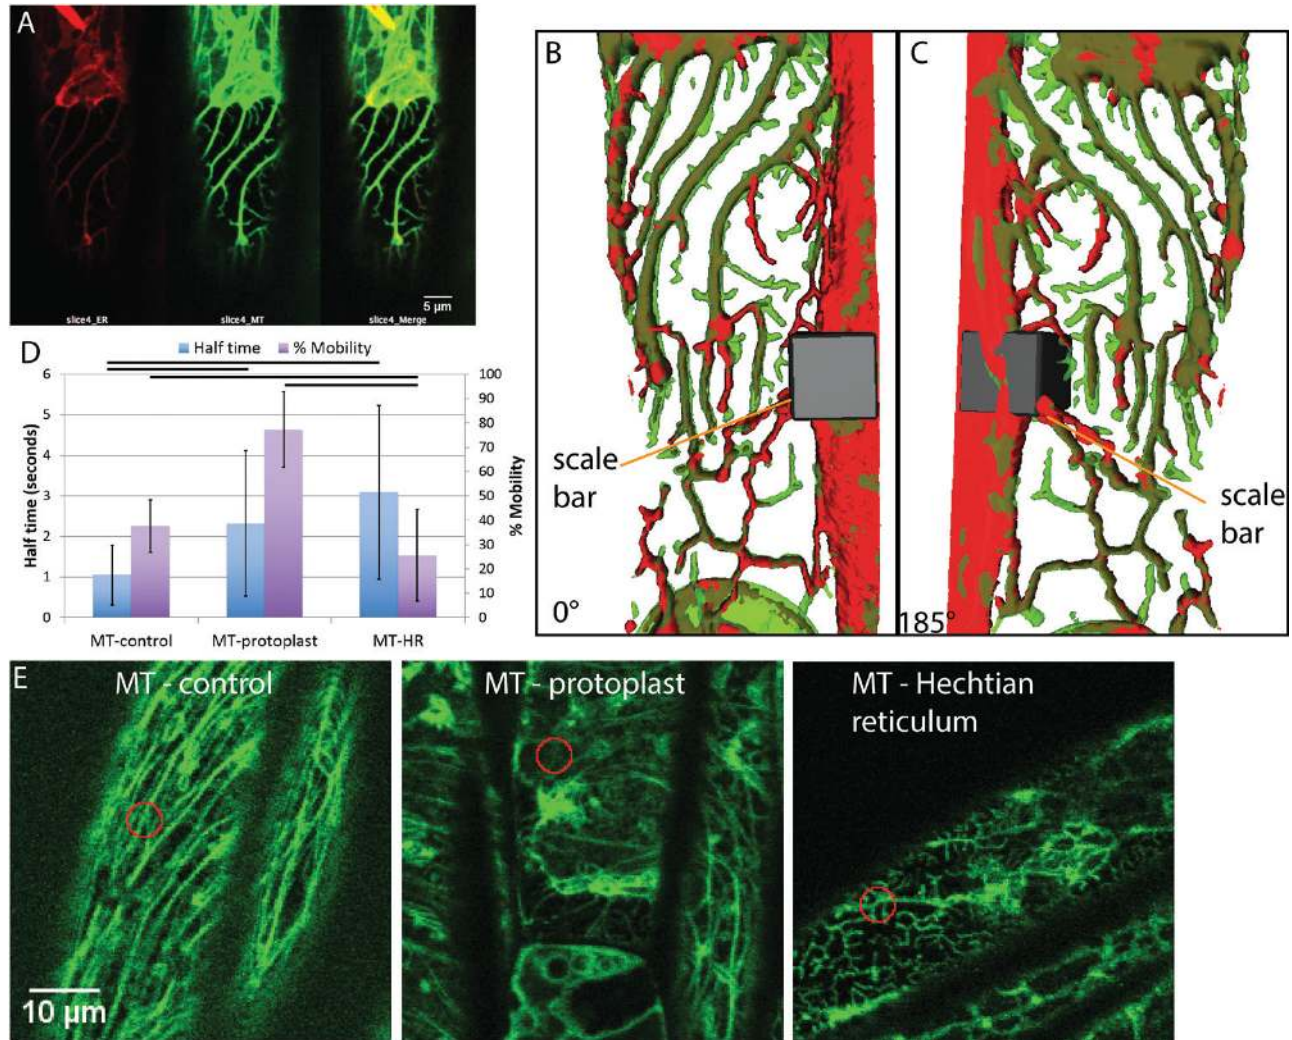 A
5 µm
slice4_ER
slice4_MT
slice4_Merge
B
scale
bar
0°
C
scale
bar
185°
D
Half time
% Mobility
6
5
4
3
2
1
0
Half time (seconds)
100
90
80
70
60
50
40
30
20
10
0
% Mobility
MT-control
MT-protoplast
MT-HR
E
MT - control
10 µm
MT - protoplast
MT - Hechtian
reticulum